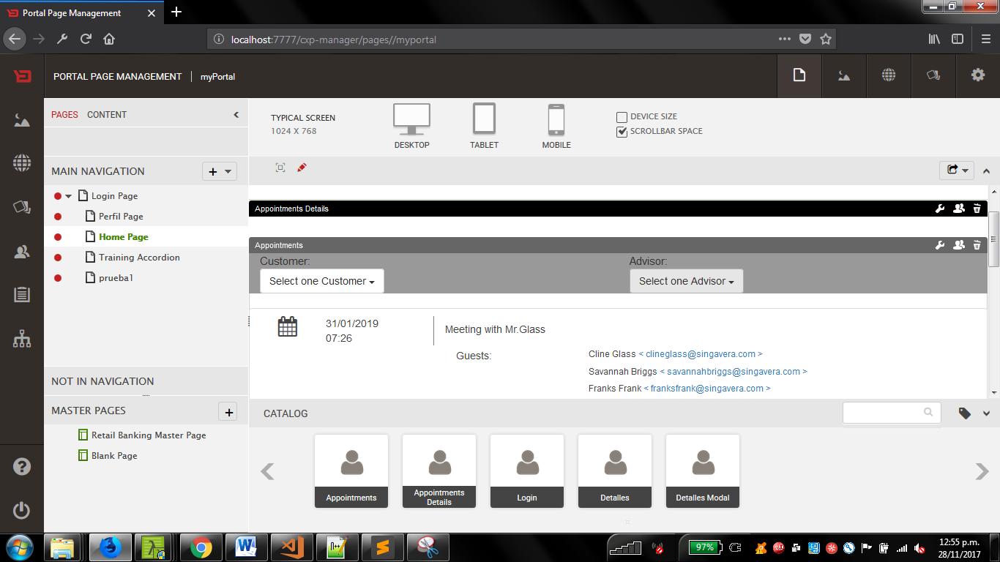 Portal Page Management
localhost:7777/cxp-manager/pages//myportal
PORTAL PAGE MANAGEMENT | myPortal
PAGES CONTENT
TYPICAL SCREEN
1024 X 768
DESKTOP
TABLET
MOBILE
DEVICE SIZE
SCROLLBAR SPACE
MAIN NAVIGATION
Login Page
Perfil Page
Home Page
Training Accordion
prueba1
NOT IN NAVIGATION
MASTER PAGES
Retail Banking Master Page
Blank Page
Appointments Details
Appointments
Customer: Advisor:
Select one Customer Select one Advisor
31/01/2019
07:26
Meeting with Mr.Glass
Guests:
Cline Glass < clineglass@singavera.com >
Savannah Briggs < savannahbriggs@singavera.com >
Franks Frank < franksfrank@singavera.com >
CATALOG
Appointments
Appointments
Details
Login
Detalles
Detalles Modal
97%
12:55 p.m.
28/11/2017